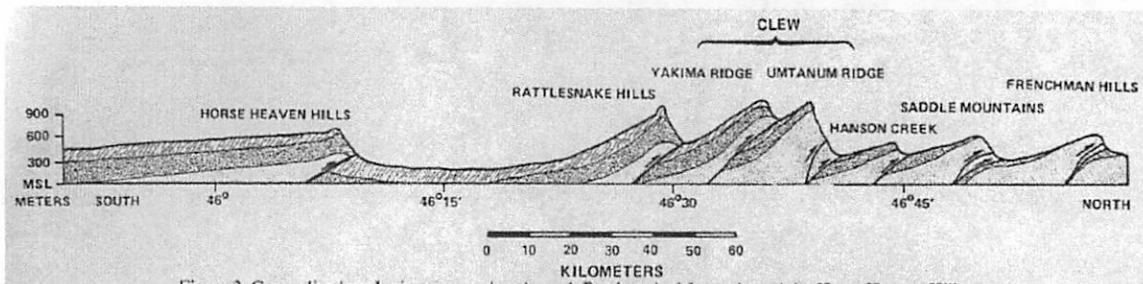 CLEW
YAKIMA RIDGE UMTANUM RIDGE
FRENCHMAN HILLS
RATTLESNAKE HILLS
SADDLE MOUNTAINS
HORSE HEAVEN HILLS
HANSON CREEK
900
600
300
MSL
METERS SOUTH 46° 46°15' 46°30 46°45' NORTH
0 10 20 30 40 50 60
KILOMETERS